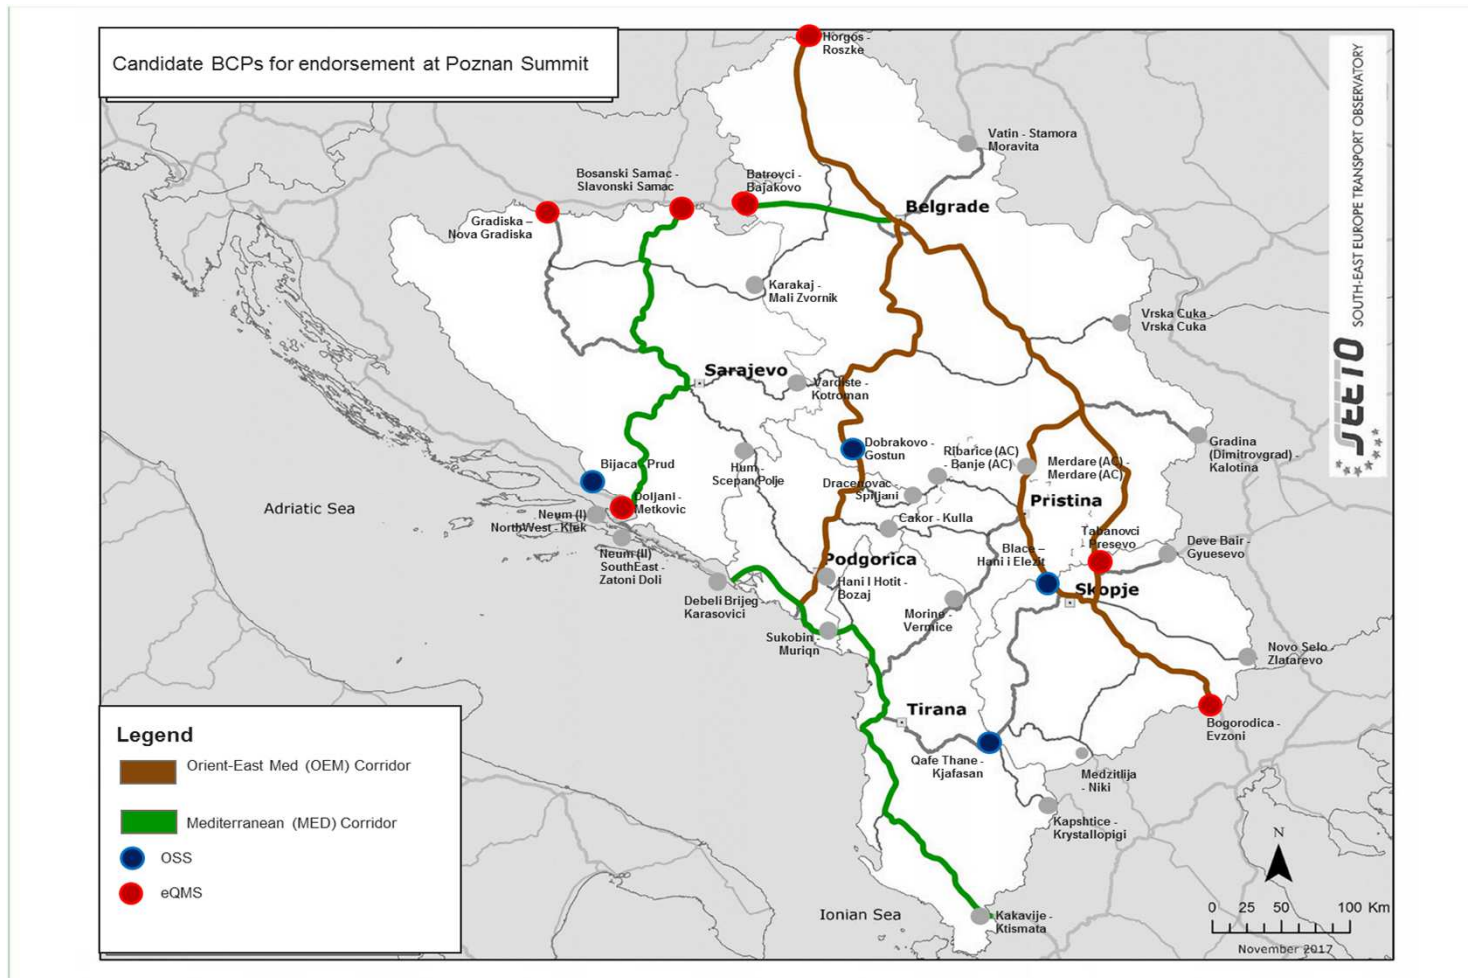 Candidate BCPs for endorsement at Poznan Summit
Horgos -
Roszke
SOUTH-EAST EUROPE TRANSPORT OBSERVATORY
SEETO
Vatin - Stamora
Moravita
Bosanski Samac -
Slavonski Samac
Batrovci -
Bajakovo
Belgrade
Gradiska –
Nova Gradiska
Karakaj -
Mali Zvornik
Vrska Cuka -
Vrska Cuka
Sarajevo
Vardiste -
Kotroman
Dobrakovo -
Gostun
Ribarice (AC)
- Banje (AC)
Merdare (AC) -
Merdare (AC)
Gradina
(Dimitrovgrad) -
Kalotina
Bijaca - Prud
Hum -
Scepan Polje
Dracenovac -
Spiljani
Doljani -
Metkovic
Pristina
Adriatic Sea
Neum (I)
NorthWest - Klek
Cakor - Kulla
Tabanovci
Presevo
Neum (II)
SouthEast -
Zatoni Doli
Blace –
Hani i Elezit
Deve Bair -
Gyuesevo
Podgorica
Hani I Hotit -
Bozaj
Skopje
Debeli Brijeg -
Karasovici
Morine -
Vermice
Sukobin -
Muriqn
Novo Selo -
Zlatarevo
Tirana
Bogorodica -
Evzoni
Qafe Thane -
Kjafasan
Medzitlija
- Niki
Kapshtice -
Krystallopigi
Legend
Orient-East Med (OEM) Corridor
Mediterranean (MED) Corridor
OSS
eQMS
Ionian Sea
Kakavije -
Ktismata
N
0 25 50 100 Km
November 2017